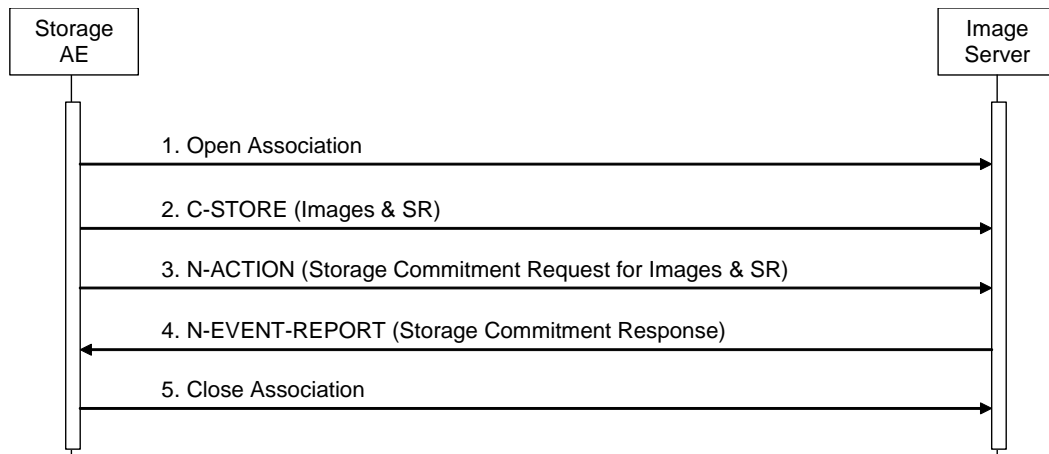 Storage
AE
Image
Server
1. Open Association
2. C-STORE (Images & SR)
3. N-ACTION (Storage Commitment Request for Images & SR)
4. N-EVENT-REPORT (Storage Commitment Response)
5. Close Association